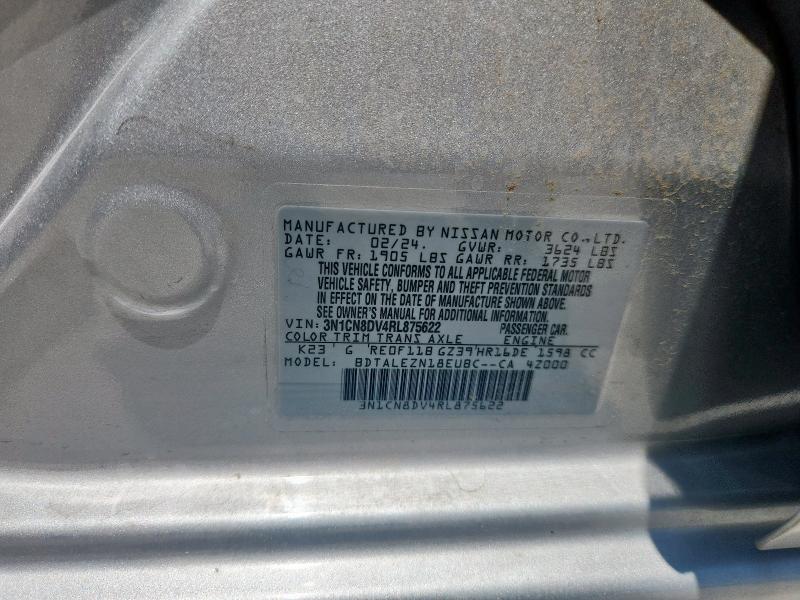 MANUFACTURED BY NISSAN MOTOR CO.,LTD.
DATE: 02/24. GVWR: 3624 LBS
GAWR FR: 1905 LBS GAWR RR: 1735 LBS
THIS VEHICLE CONFORMS TO ALL APPLICABLE FEDERAL MOTOR
VEHICLE SAFETY, BUMPER AND THEFT PREVENTION STANDARDS
IN EFFECT ON THE DATE OF MANUFACTURE SHOWN ABOVE.
SEE OWNER'S MANUAL FOR ADDITIONAL INFORMATION.
VIN: 3N1CN8DV4RL875622 PASSENGER CAR.
COLOR TRIM TRANS AXLE ENGINE
K23 G RE0F11B GZ39 HR16DE 1598 CC
MODEL: BDTALEZN18EUBC--CA 4Z000
3N1CN8DV4RL875622